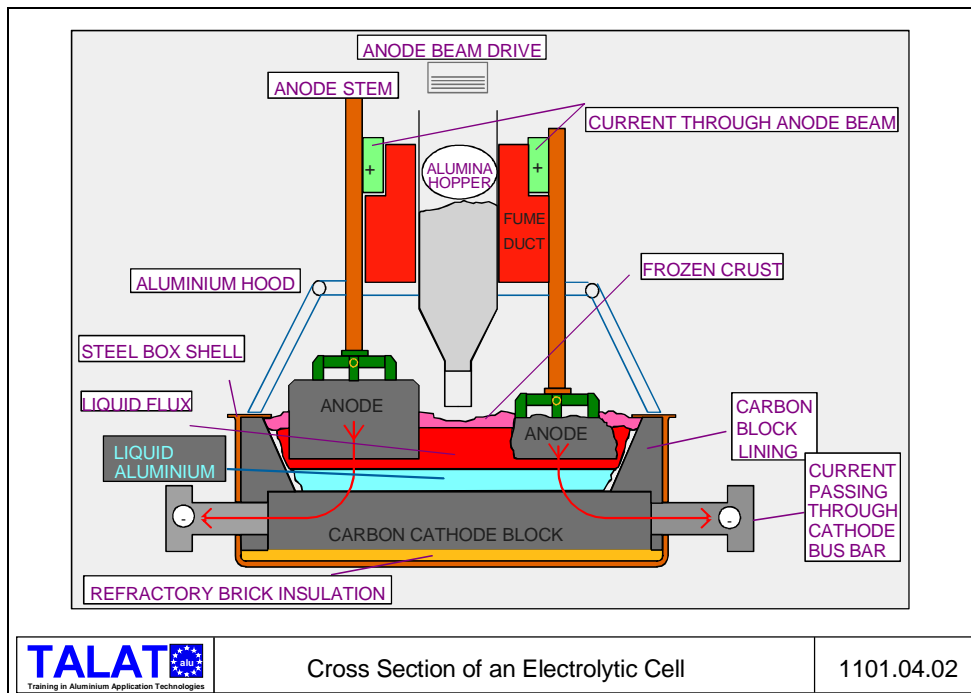 ANODE BEAM DRIVE
ANODE STEM
CURRENT THROUGH ANODE BEAM
+
+
ALUMINA
HOPPER
FUME
DUCT
FROZEN CRUST
ALUMINIUM HOOD
STEEL BOX SHELL
LIQUID FLUX
ANODE
ANODE
CARBON
BLOCK
LINING
LIQUID
ALUMINIUM
CURRENT
PASSING
THROUGH
CATHODE
BUS BAR
-
-
CARBON CATHODE BLOCK
REFRACTORY BRICK INSULATION
TALAT
alu
Training in Aluminium Application Technologies
Cross Section of an Electrolytic Cell
1101.04.02